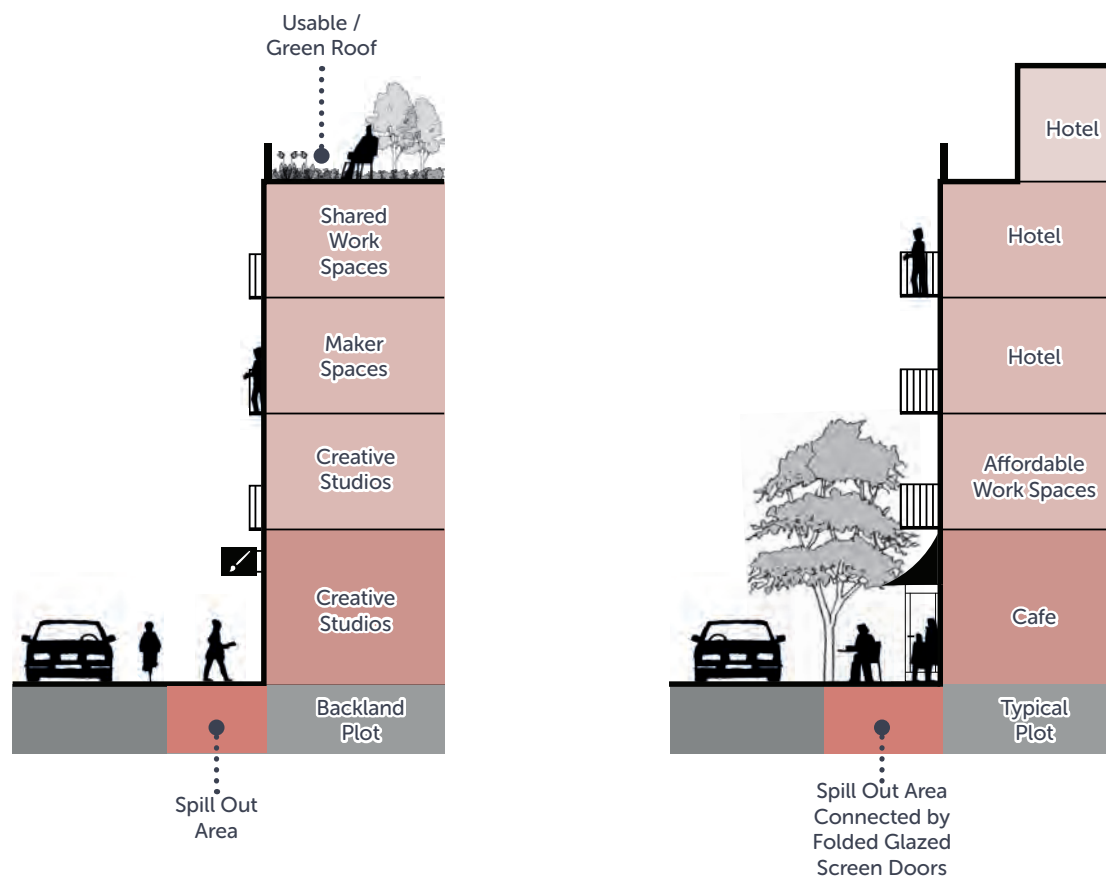 Usable /
Green Roof
Shared
Work
Spaces
Maker
Spaces
Creative
Studios
Creative
Studios
Backland
Plot
Spill Out
Area
Hotel
Hotel
Hotel
Affordable
Work Spaces
Cafe
Typical
Plot
Spill Out Area
Connected by
Folded Glazed
Screen Doors